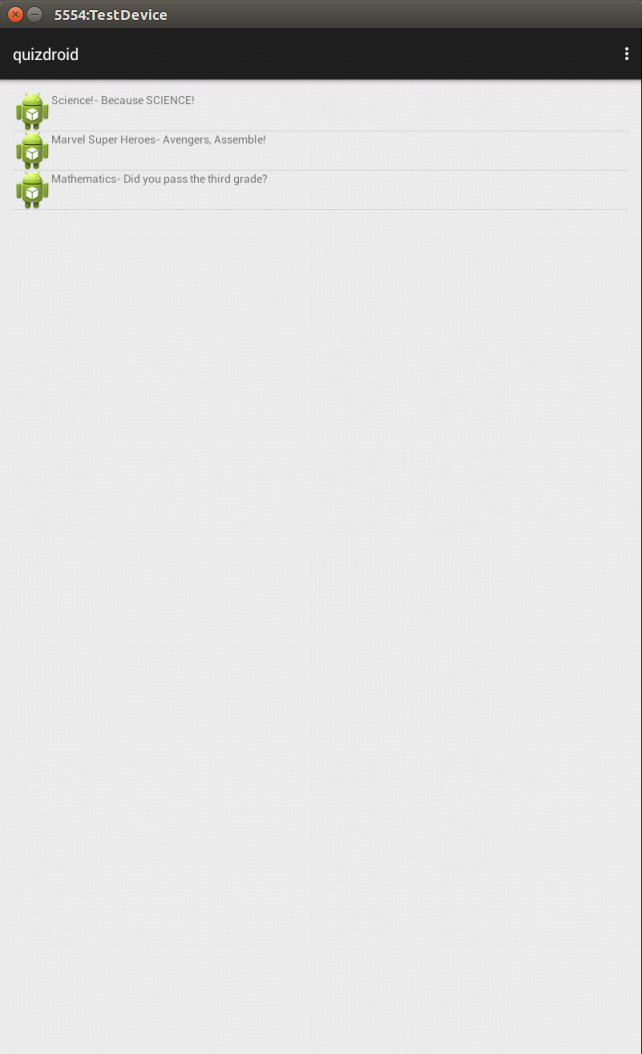 5554:TestDevice
quizdroid
Science!- Because SCIENCE!
Marvel Super Heroes- Avengers, Assemble!
Mathematics- Did you pass the third grade?